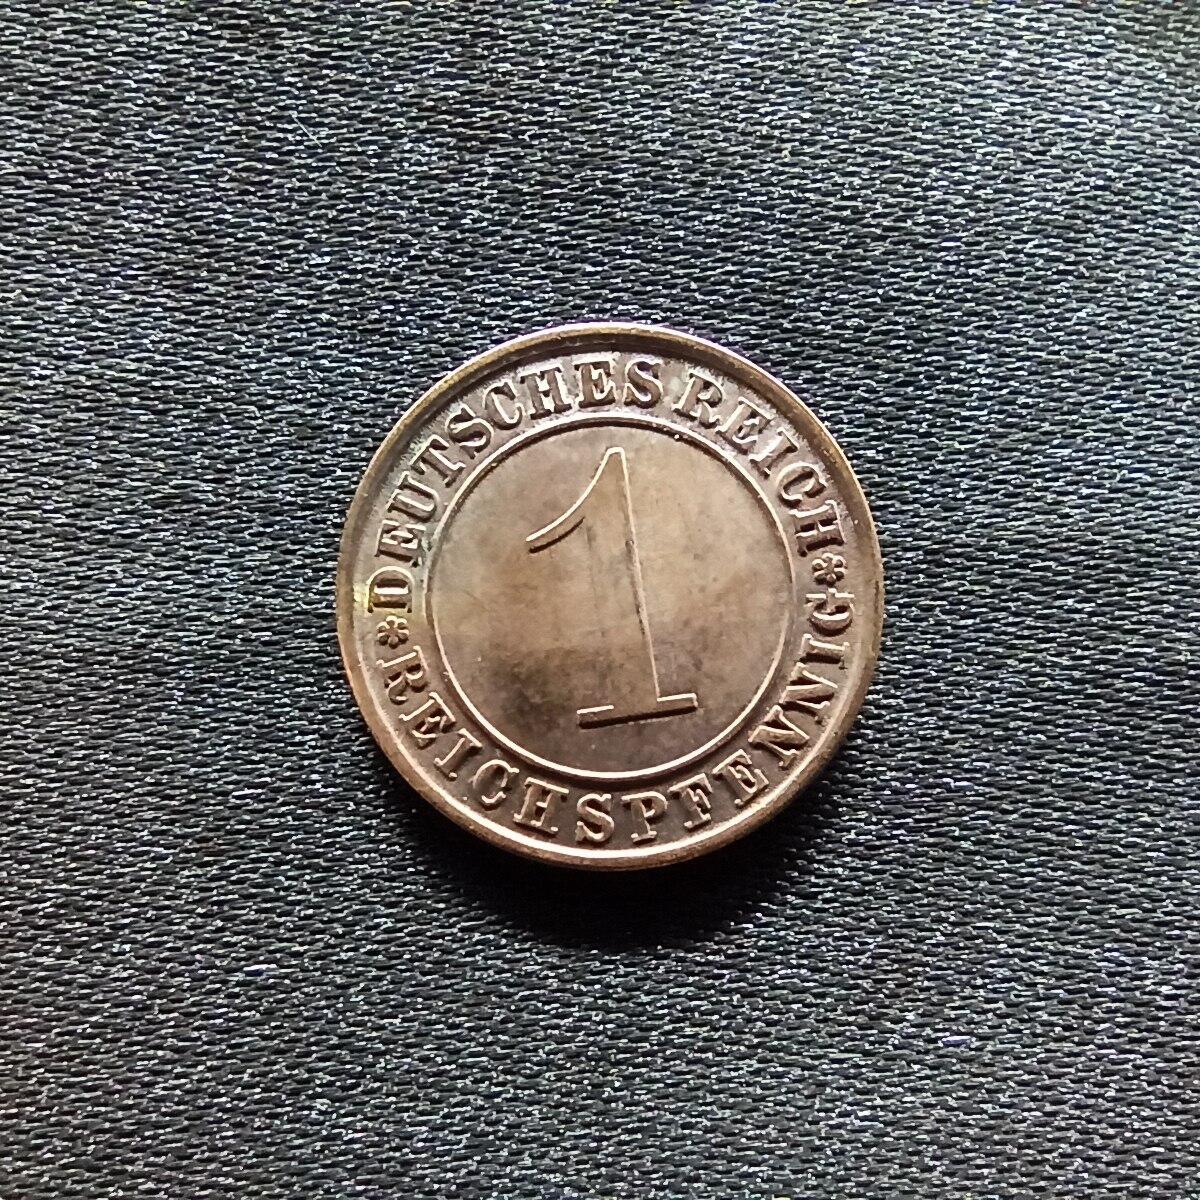 DEUTSCHES REICH
1
REICHSPFENNIG